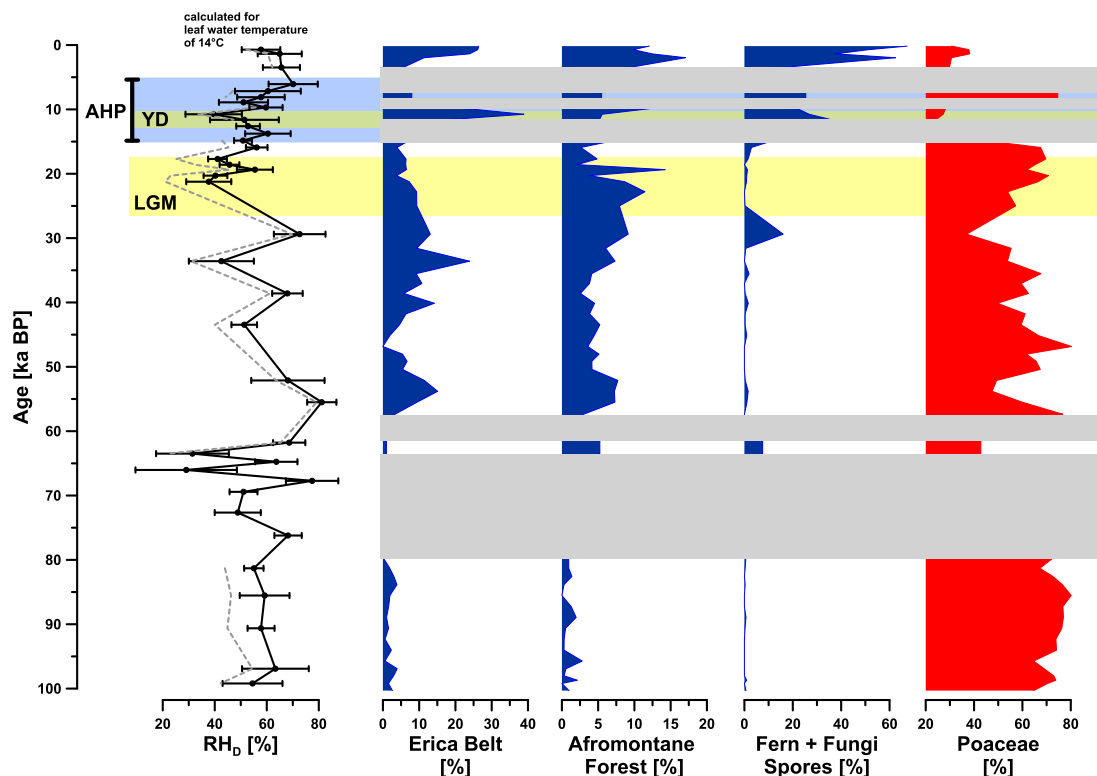 calculated for
leaf water temperature
of 14°C
0
10
20
30
40
50
60
70
80
90
100
Age [ka BP]
AHP
YD
LGM
20 40 60 80
RH_D [%]
0 10 20 30 40
Erica Belt
[%]
0 5 10 15 20
Afromontane
Forest [%]
0 20 40 60
Fern + Fungi
Spores [%]
20 40 60 80
Poaceae
[%]